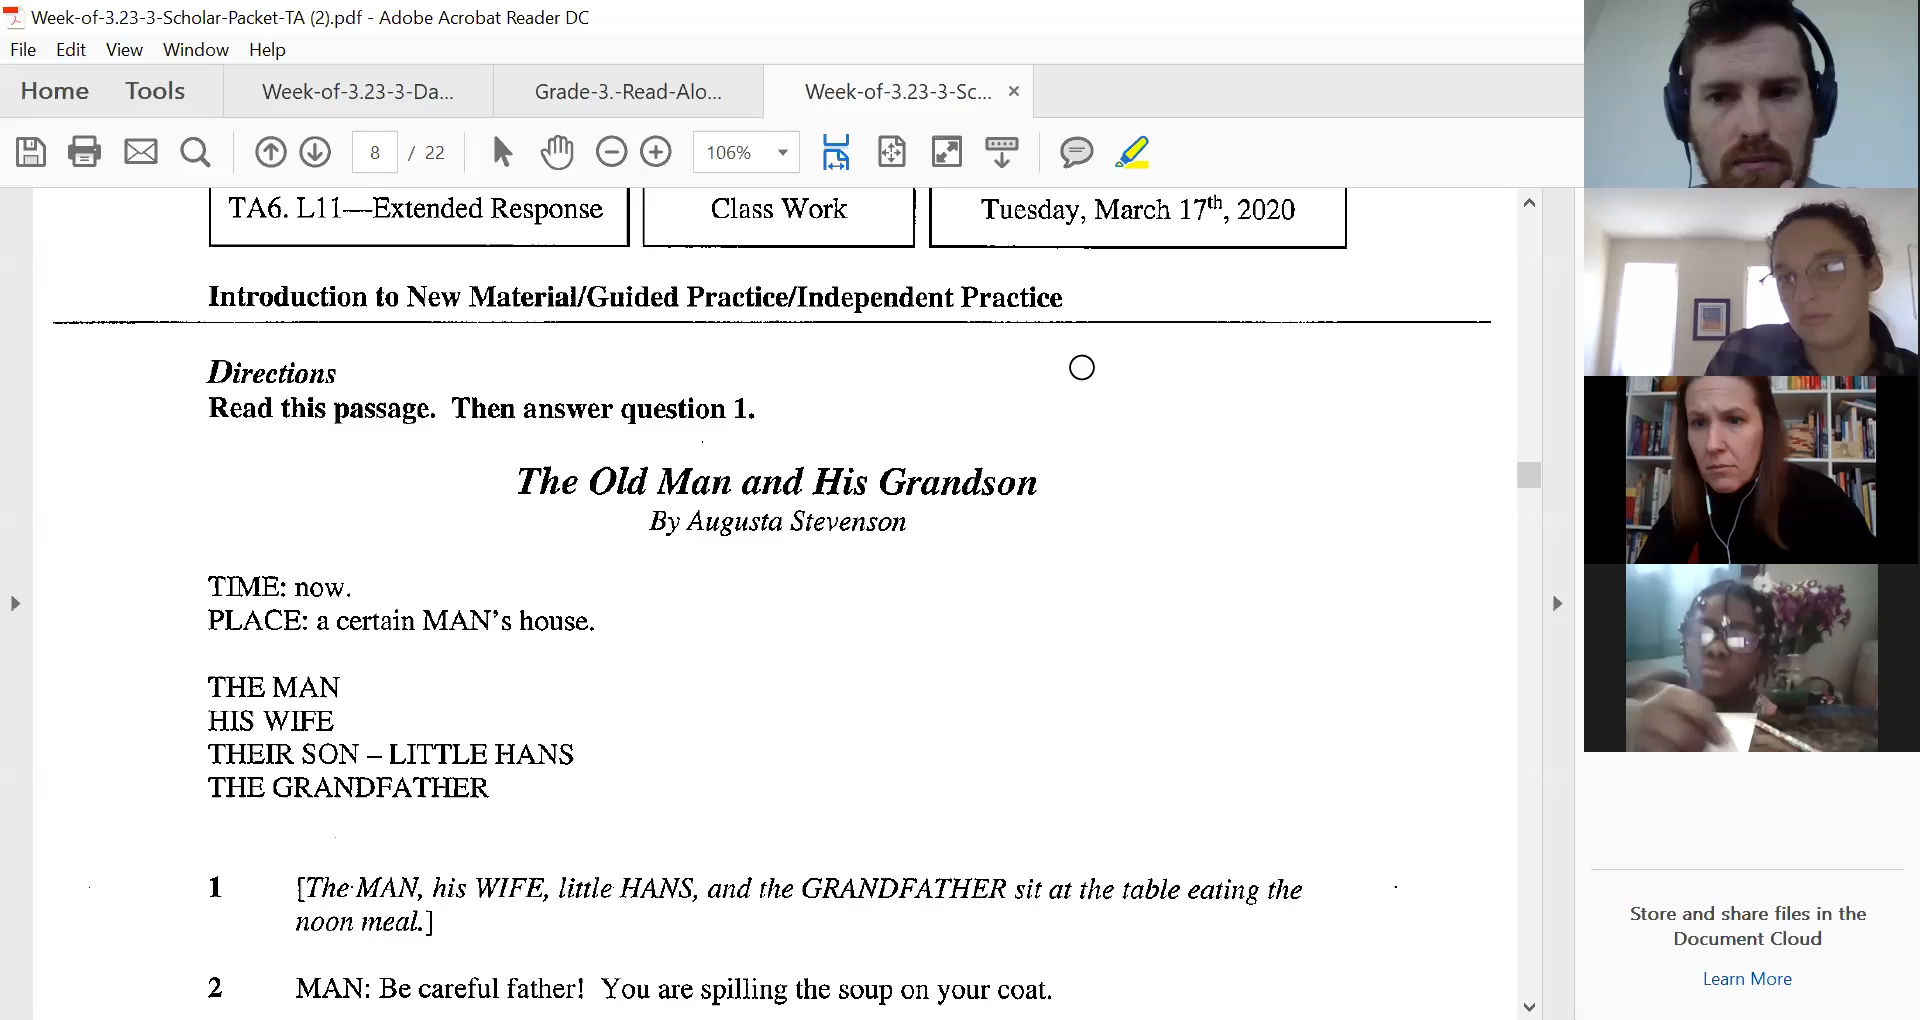 Week-of-3.23-3-Scholar-Packet-TA (2).pdf - Adobe Acrobat Reader DC
File Edit View Window Help
Home Tools Week-of-3.23-3-Da... Grade-3.-Read-Alo... Week-of-3.23-3-Sc... ×
8 / 22 106%
TA6. L11—Extended Response Class Work Tuesday, March 17th, 2020
Introduction to New Material/Guided Practice/Independent Practice
Directions
Read this passage. Then answer question 1.
The Old Man and His Grandson
By Augusta Stevenson
TIME: now.
PLACE: a certain MAN's house.
THE MAN
HIS WIFE
THEIR SON – LITTLE HANS
THE GRANDFATHER
1 [The MAN, his WIFE, little HANS, and the GRANDFATHER sit at the table eating the
noon meal.]
2 MAN: Be careful father! You are spilling the soup on your coat.
Store and share files in the
Document Cloud
Learn More